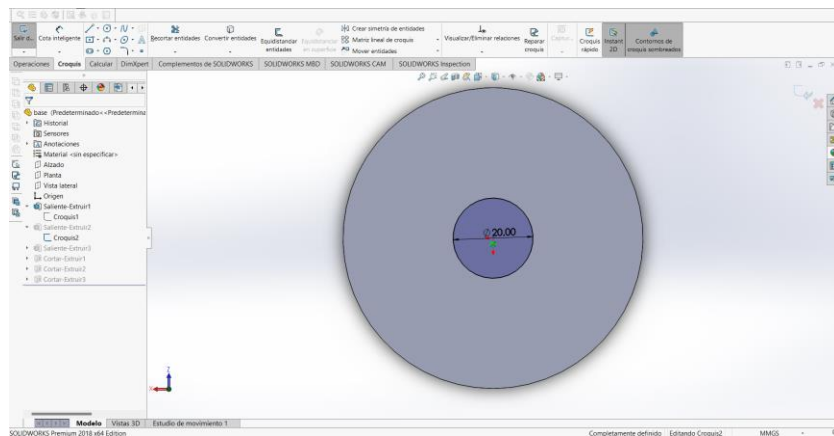 Salir d... Cota inteligente Recortar entidades Convertir entidades Equidistanciar entidades Equidistanciar en superficie Crear simetría de entidades
Matriz lineal de croquis
Mover entidades
Visualizar/Eliminar relaciones Reparar croquis Croquis rápido Instant 2D Contornos de croquis sombreados
Operaciones Croquis Calcular DimXpert Complementos de SOLIDWORKS SOLIDWORKS MBD SOLIDWORKS CAM SOLIDWORKS Inspection
base (Predeterminado<<Predetermina
Historial
Sensores
Anotaciones
Material <sin especificar>
Alzado
Planta
Vista lateral
Origen
Saliente-Extruir1
Croquis1
Saliente-Extruir2
Croquis2
Saliente-Extruir3
Cortar-Extruir1
Cortar-Extruir2
Cortar-Extruir3
∅20.00
Modelo Vistas 3D Estudio de movimiento 1
SOLIDWORKS Premium 2018 x64 Edition Completamente definido Editando Croquis2 MMGS